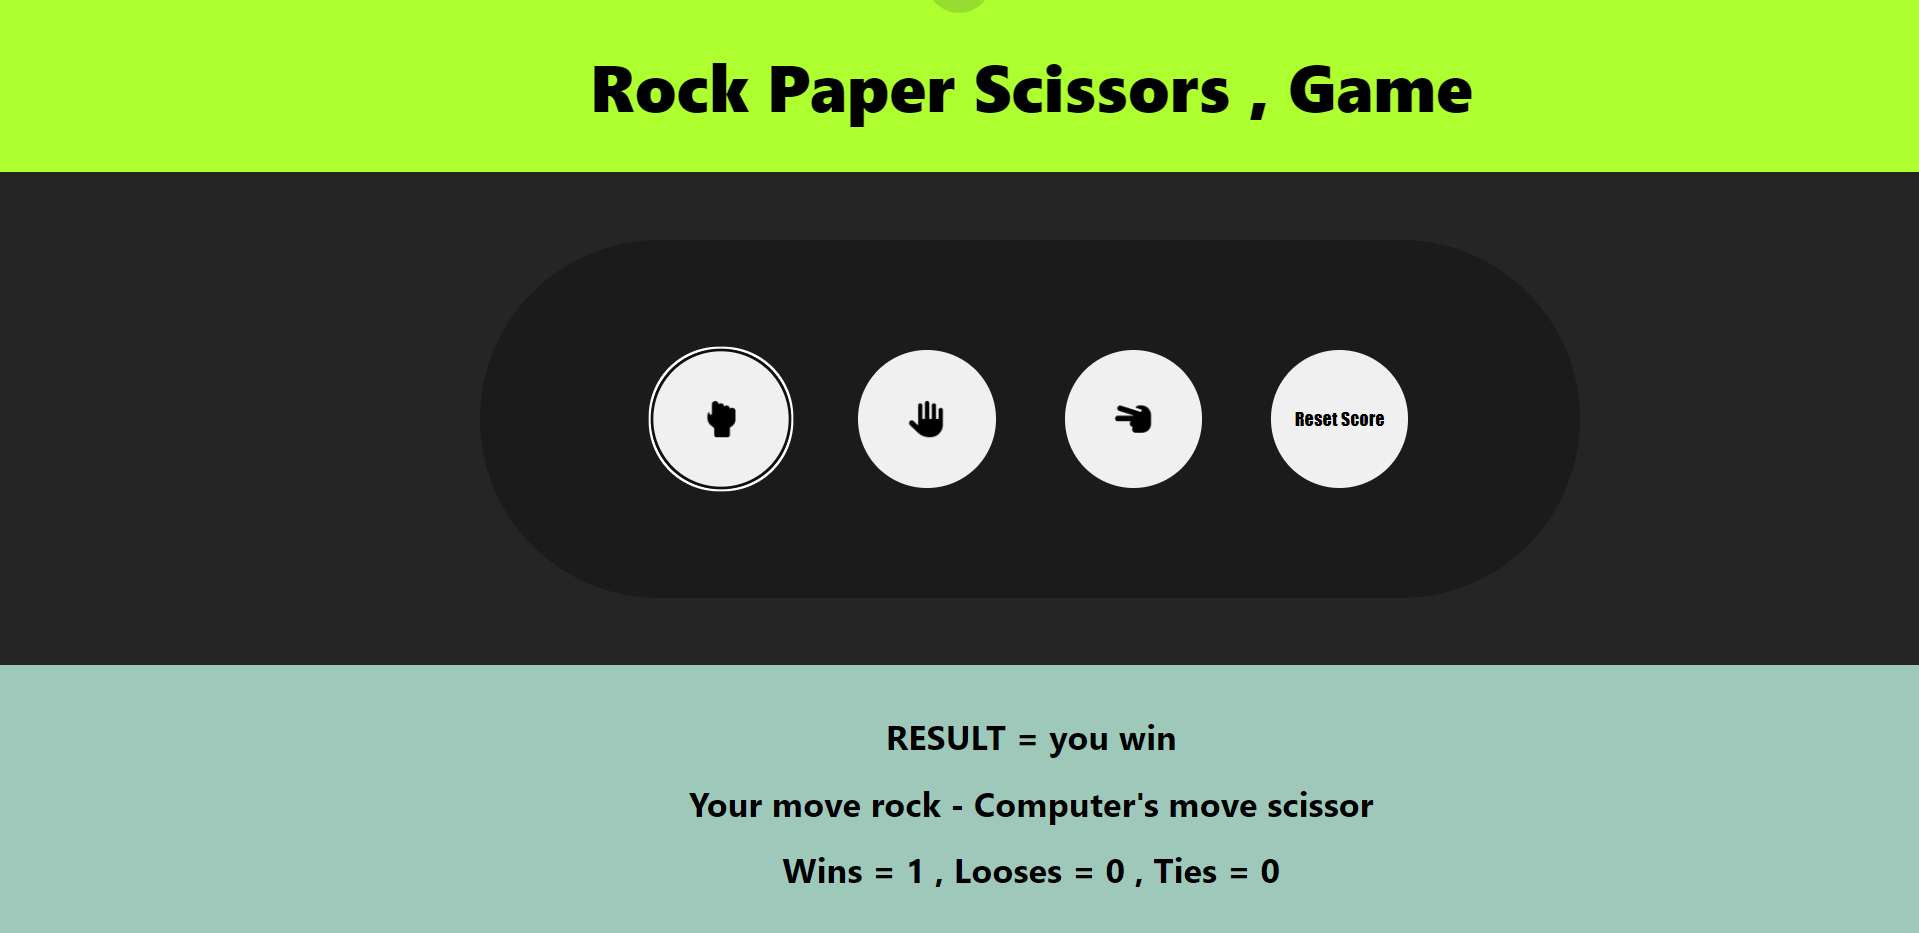 Rock Paper Scissors , Game
Reset Score
RESULT = you win
Your move rock - Computer's move scissor
Wins = 1 , Looses = 0 , Ties = 0